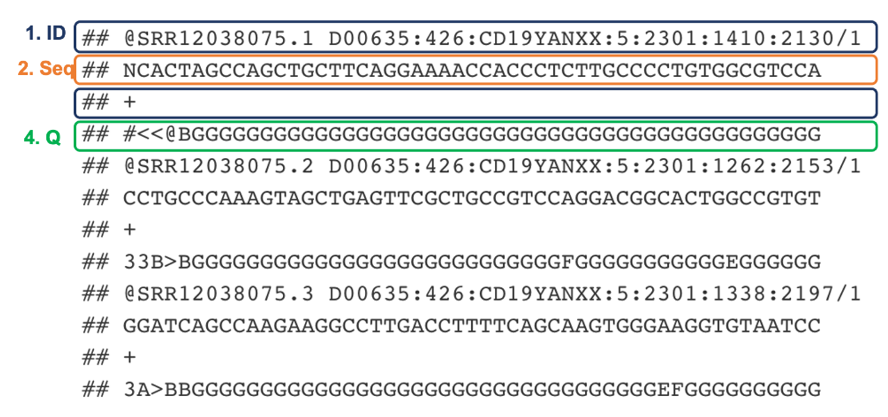 1. ID ## @SRR12038075.1 D00635:426:CD19YANXX:5:2301:1410:2130/1
2. Seq ## NCACTAGCCAGCTGCTTCAGGAAAACCACCCTCTTGCCCCTGTGGCGTCCA
## +
4. Q ## #<<@BGGGGGGGGGGGGGGGGGGGGGGGGGGGGGGGGGGGGGGGGGGGGGG
## @SRR12038075.2 D00635:426:CD19YANXX:5:2301:1262:2153/1
## CCTGCCCAAAGTAGCTGAGTTCGCTGCCGTCCAGGACGGCACTGGCCGTGT
## +
## 33B>BGGGGGGGGGGGGGGGGGGGGGGGGGGGFGGGGGGGGGGGEGGGGGG
## @SRR12038075.3 D00635:426:CD19YANXX:5:2301:1338:2197/1
## GGATCAGCCAAGAAGGCCTTGACCTTTTCAGCAAGTGGGAAGGTGTAATCC
## +
## 3A>BBGGGGGGGGGGGGGGGGGGGGGGGGGGGGGGGGGGEFGGGGGGGGGG